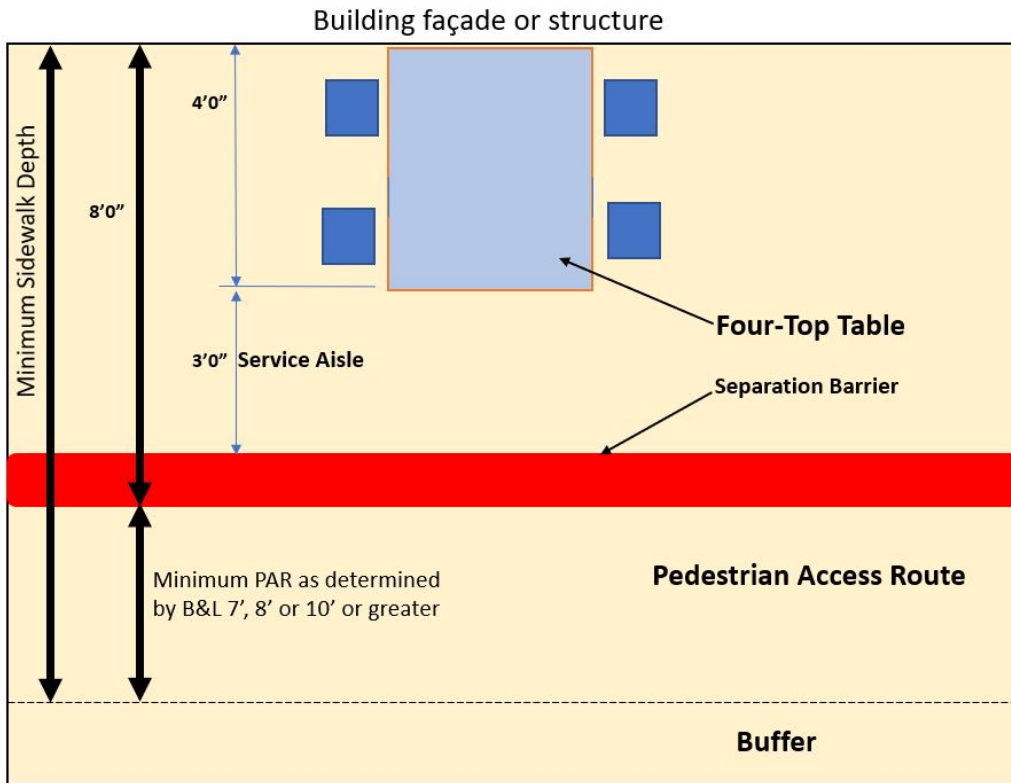 Building façade or structure
Minimum Sidewalk Depth
4’0”
8’0”
Four-Top Table
3’0” Service Aisle
Separation Barrier
Minimum PAR as determined
by B&L 7’, 8’ or 10’ or greater
Pedestrian Access Route
Buffer